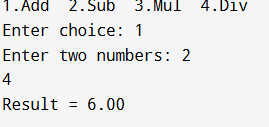 1.Add  2.Sub  3.Mul  4.Div
Enter choice: 1
Enter two numbers: 2
4
Result = 6.00